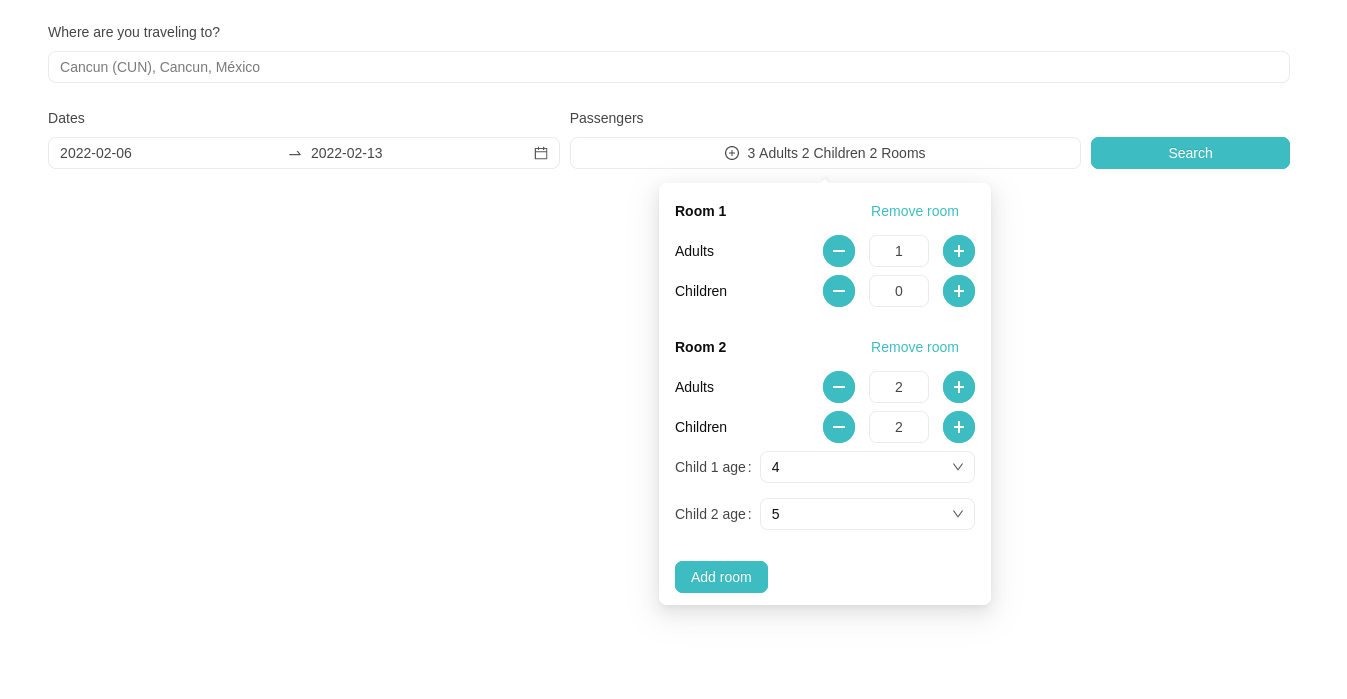 Where are you traveling to?
Cancun (CUN), Cancun, México
Dates
Passengers
2022-02-06 → 2022-02-13
3 Adults 2 Children 2 Rooms
Search
Room 1 Remove room
Adults 1
Children 0
Room 2 Remove room
Adults 2
Children 2
Child 1 age: 4
Child 2 age: 5
Add room